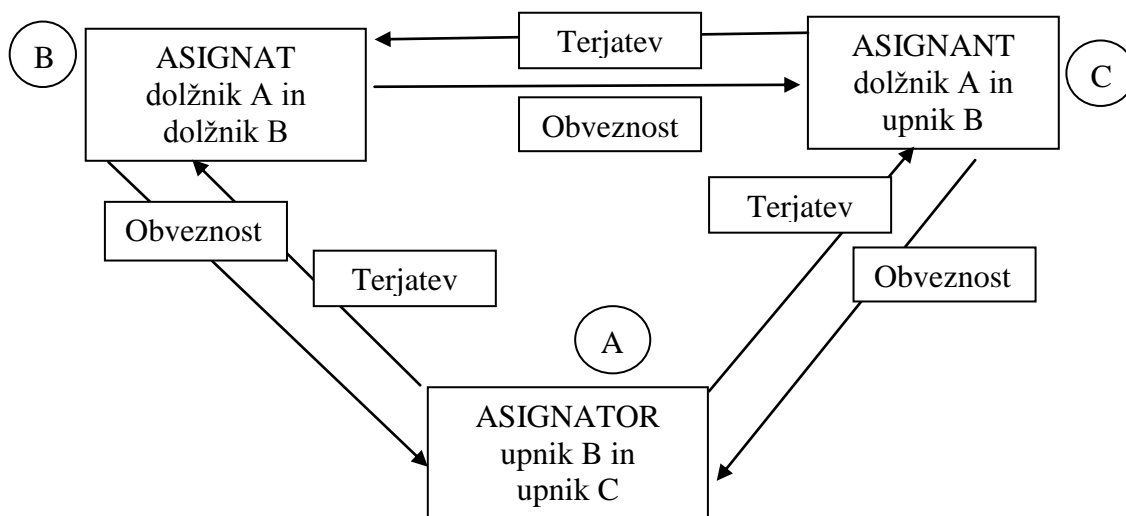 B
ASIGNAT
dolžnik A in
dolžnik B
Terjatev
Obveznost
ASIGNANT
dolžnik A in
upnik B
C
Obveznost
Terjatev
Terjatev
Obveznost
A
ASIGNATOR
upnik B in
upnik C